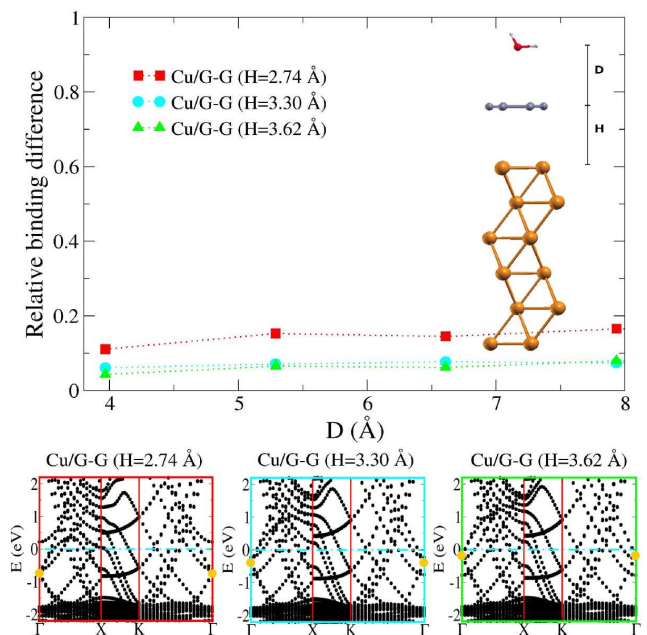 1
0.8
0.6
0.4
0.2
0
Relative binding difference
Cu/G-G (H=2.74 Å)
Cu/G-G (H=3.30 Å)
Cu/G-G (H=3.62 Å)
D
H
4 5 6 7 8
D (Å)
Cu/G-G (H=2.74 Å) Cu/G-G (H=3.30 Å) Cu/G-G (H=3.62 Å)
E (eV) 2 1 0 -1 -2
E (eV) 2 1 0 -1 -2
E (eV) 2 1 0 -1 -2
Γ X K Γ Γ X K Γ Γ X K Γ